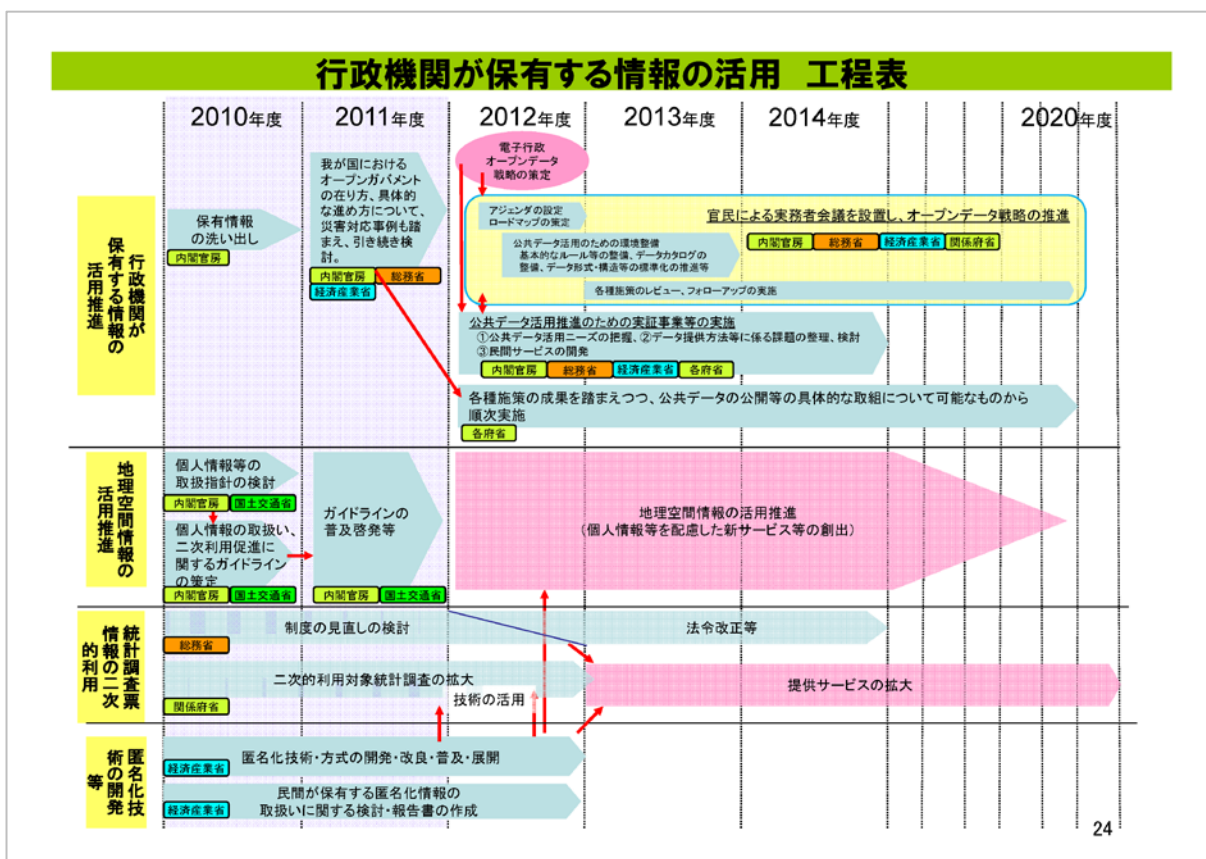 行政機関が保有する情報の活用 工程表
2010年度
2011年度
2012年度
2013年度
2014年度
2020年度
行政機関が
保有する情報の
活用推進
保有情報
の洗い出し
内閣官房
我が国における
オープンガバメント
の在り方、具体的
な進め方について、
災害対応事例も踏
まえ、引き続き検
討。
内閣官房
総務省
経済産業省
電子行政
オープンデータ
戦略の策定
官民による実務者会議を設置し、オープンデータ戦略の推進
内閣官房
総務省
経済産業省
関係府省
アジェンダの設定
ロードマップの策定
公共データ活用のための環境整備
基本的なルール等の整備、データカタログの
整備、データ形式・構造等の標準化の推進等
各種施策のレビュー、フォローアップの実施
公共データ活用推進のための実証事業等の実施
①公共データ活用ニーズの把握、②データ提供方法等に係る課題の整理、検討
③民間サービスの開発
内閣官房
総務省
経済産業省
各府省
各種施策の成果を踏まえつつ、公共データの公開等の具体的な取組について可能なものから
順次実施
各府省
地理空間情報の
活用推進
個人情報等の
取扱指針の検討
内閣官房
国土交通省
個人情報の取扱い、
二次利用促進に
関するガイドライン
の策定
内閣官房
国土交通省
ガイドラインの
普及啓発等
内閣官房
国土交通省
地理空間情報の活用推進
(個人情報等を配慮した新サービス等の創出)
統計調査票
情報の二次
的利用
制度の見直しの検討
総務省
法令改正等
二次的利用対象統計調査の拡大
関係府省
技術の活用
提供サービスの拡大
匿名化技
術の開発
等
匿名化技術・方式の開発・改良・普及・展開
経済産業省
民間が保有する匿名化情報の
取扱いに関する検討・報告書の作成
経済産業省
24